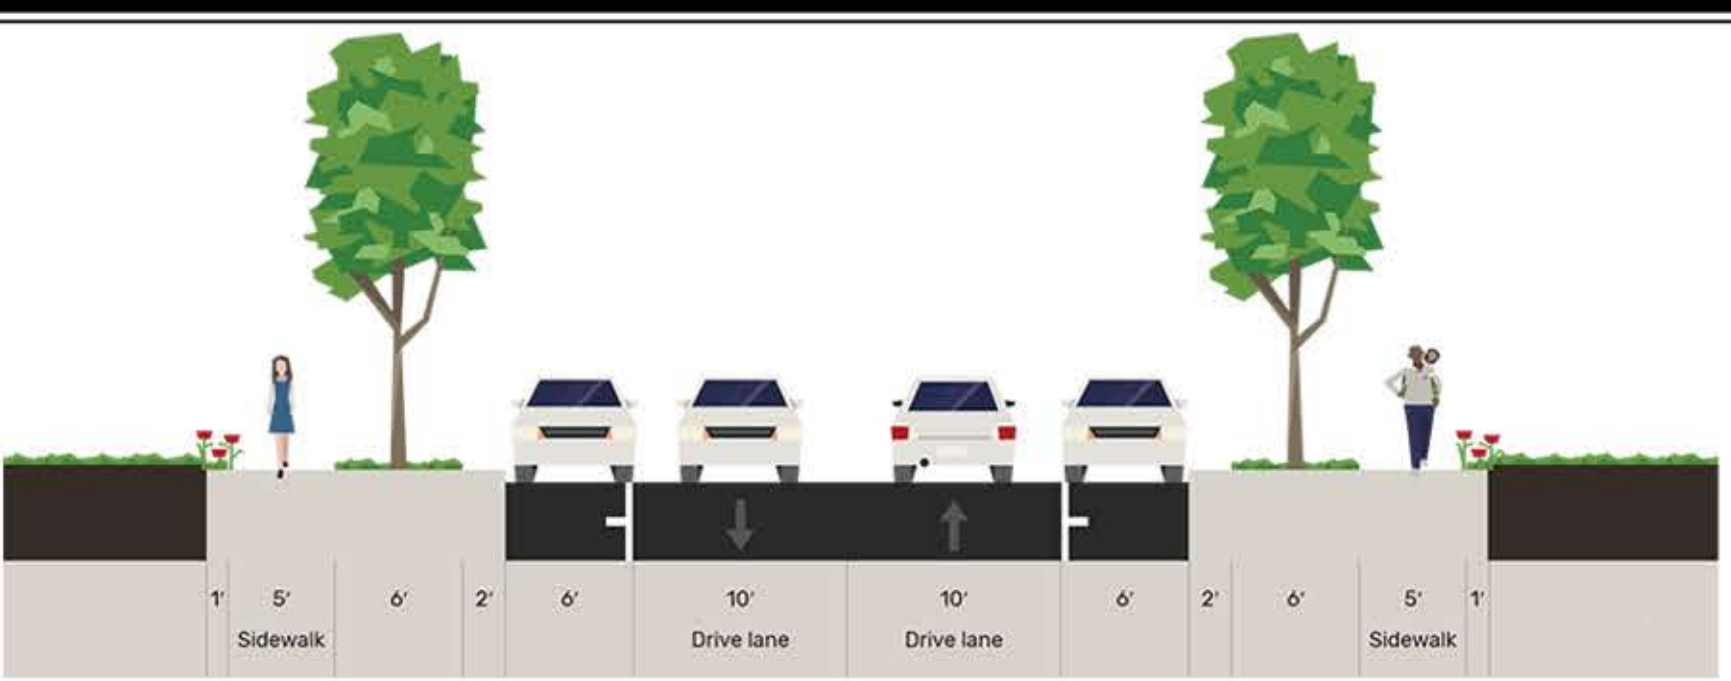 1′ 5′ 6′ 2′ 6′ 10′ 10′ 6′ 2′ 6′ 5′ 1′
Sidewalk Drive lane Drive lane Sidewalk